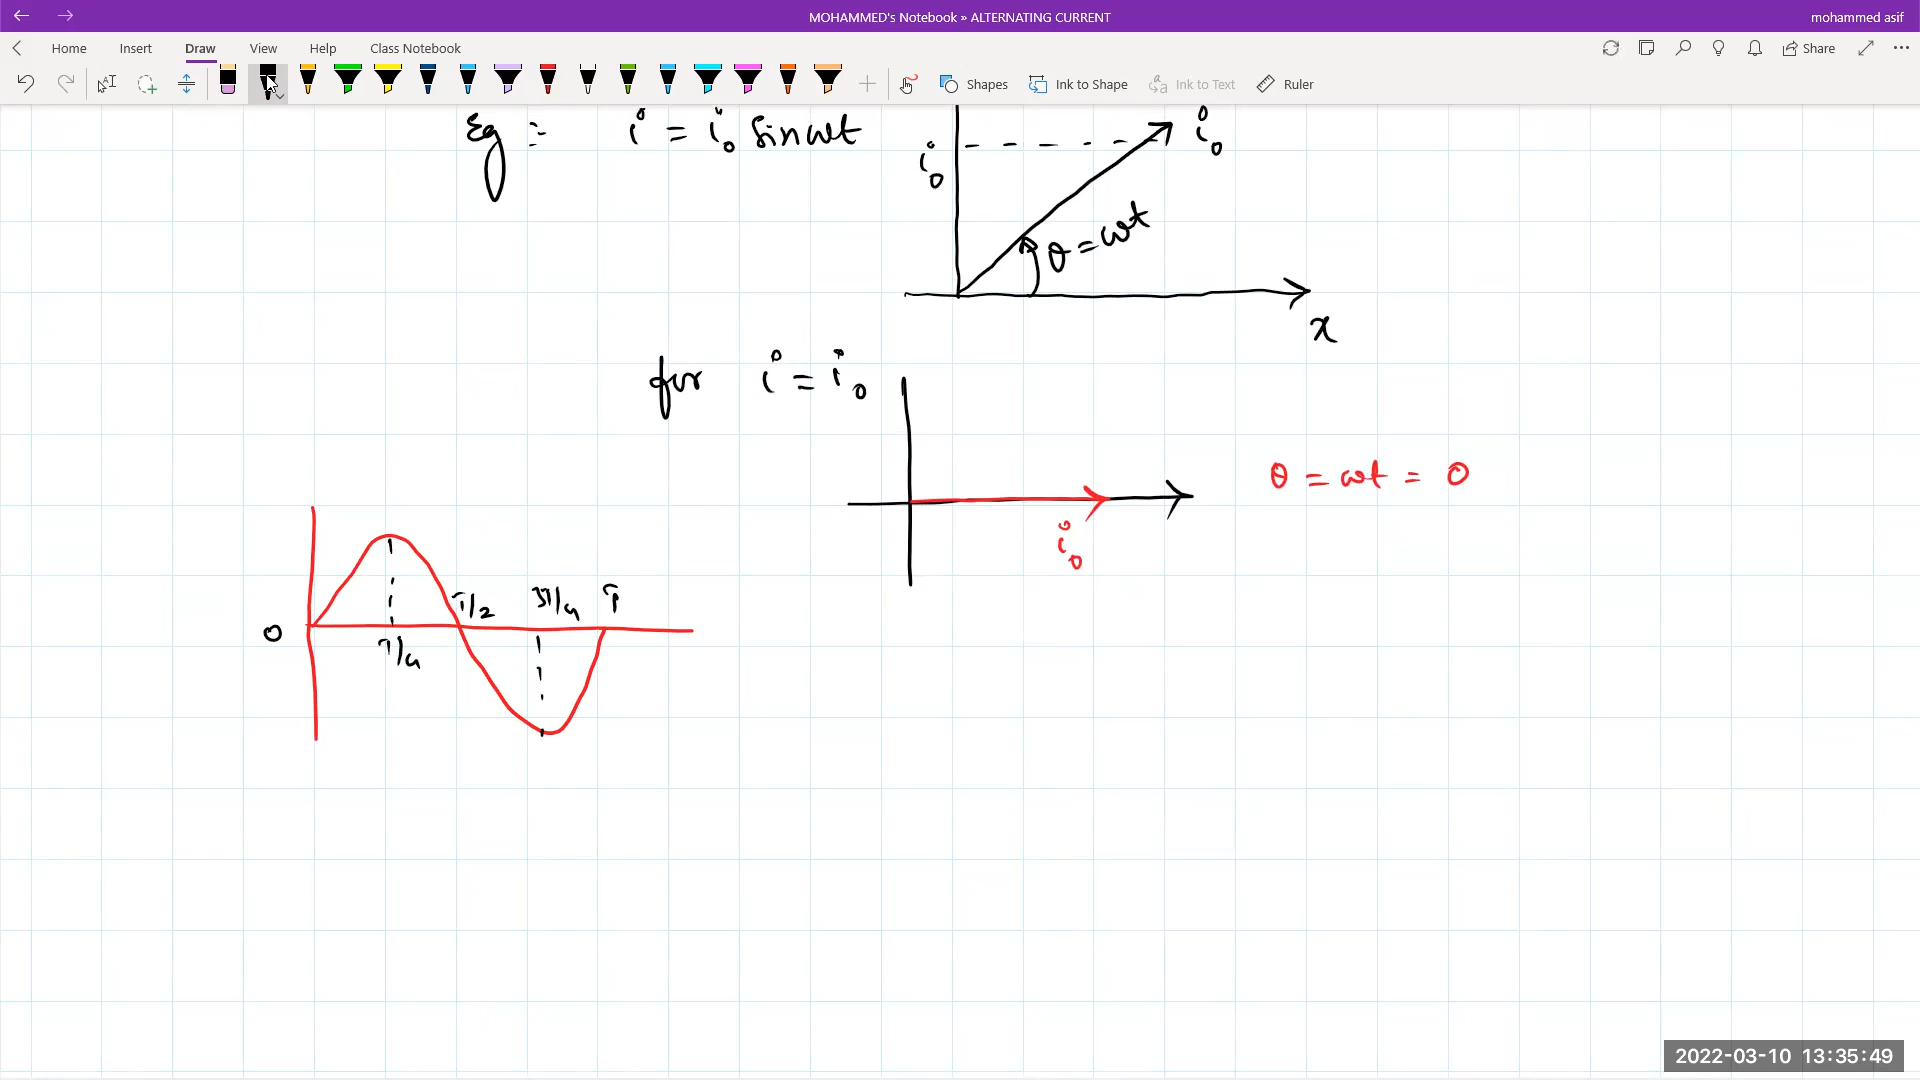 MOHAMMED's Notebook » ALTERNATING CURRENT
mohammed asif
Home Insert Draw View Help Class Notebook
Share
Shapes Ink to Shape Ink to Text Ruler
Eg :- i = i₀ sin ωt
i₀
i₀
θ = ωt
x
for i = i₀
θ = ωt = 0
i₀
0
T/4
T/2
3T/4
T
2022-03-10 13:35:49